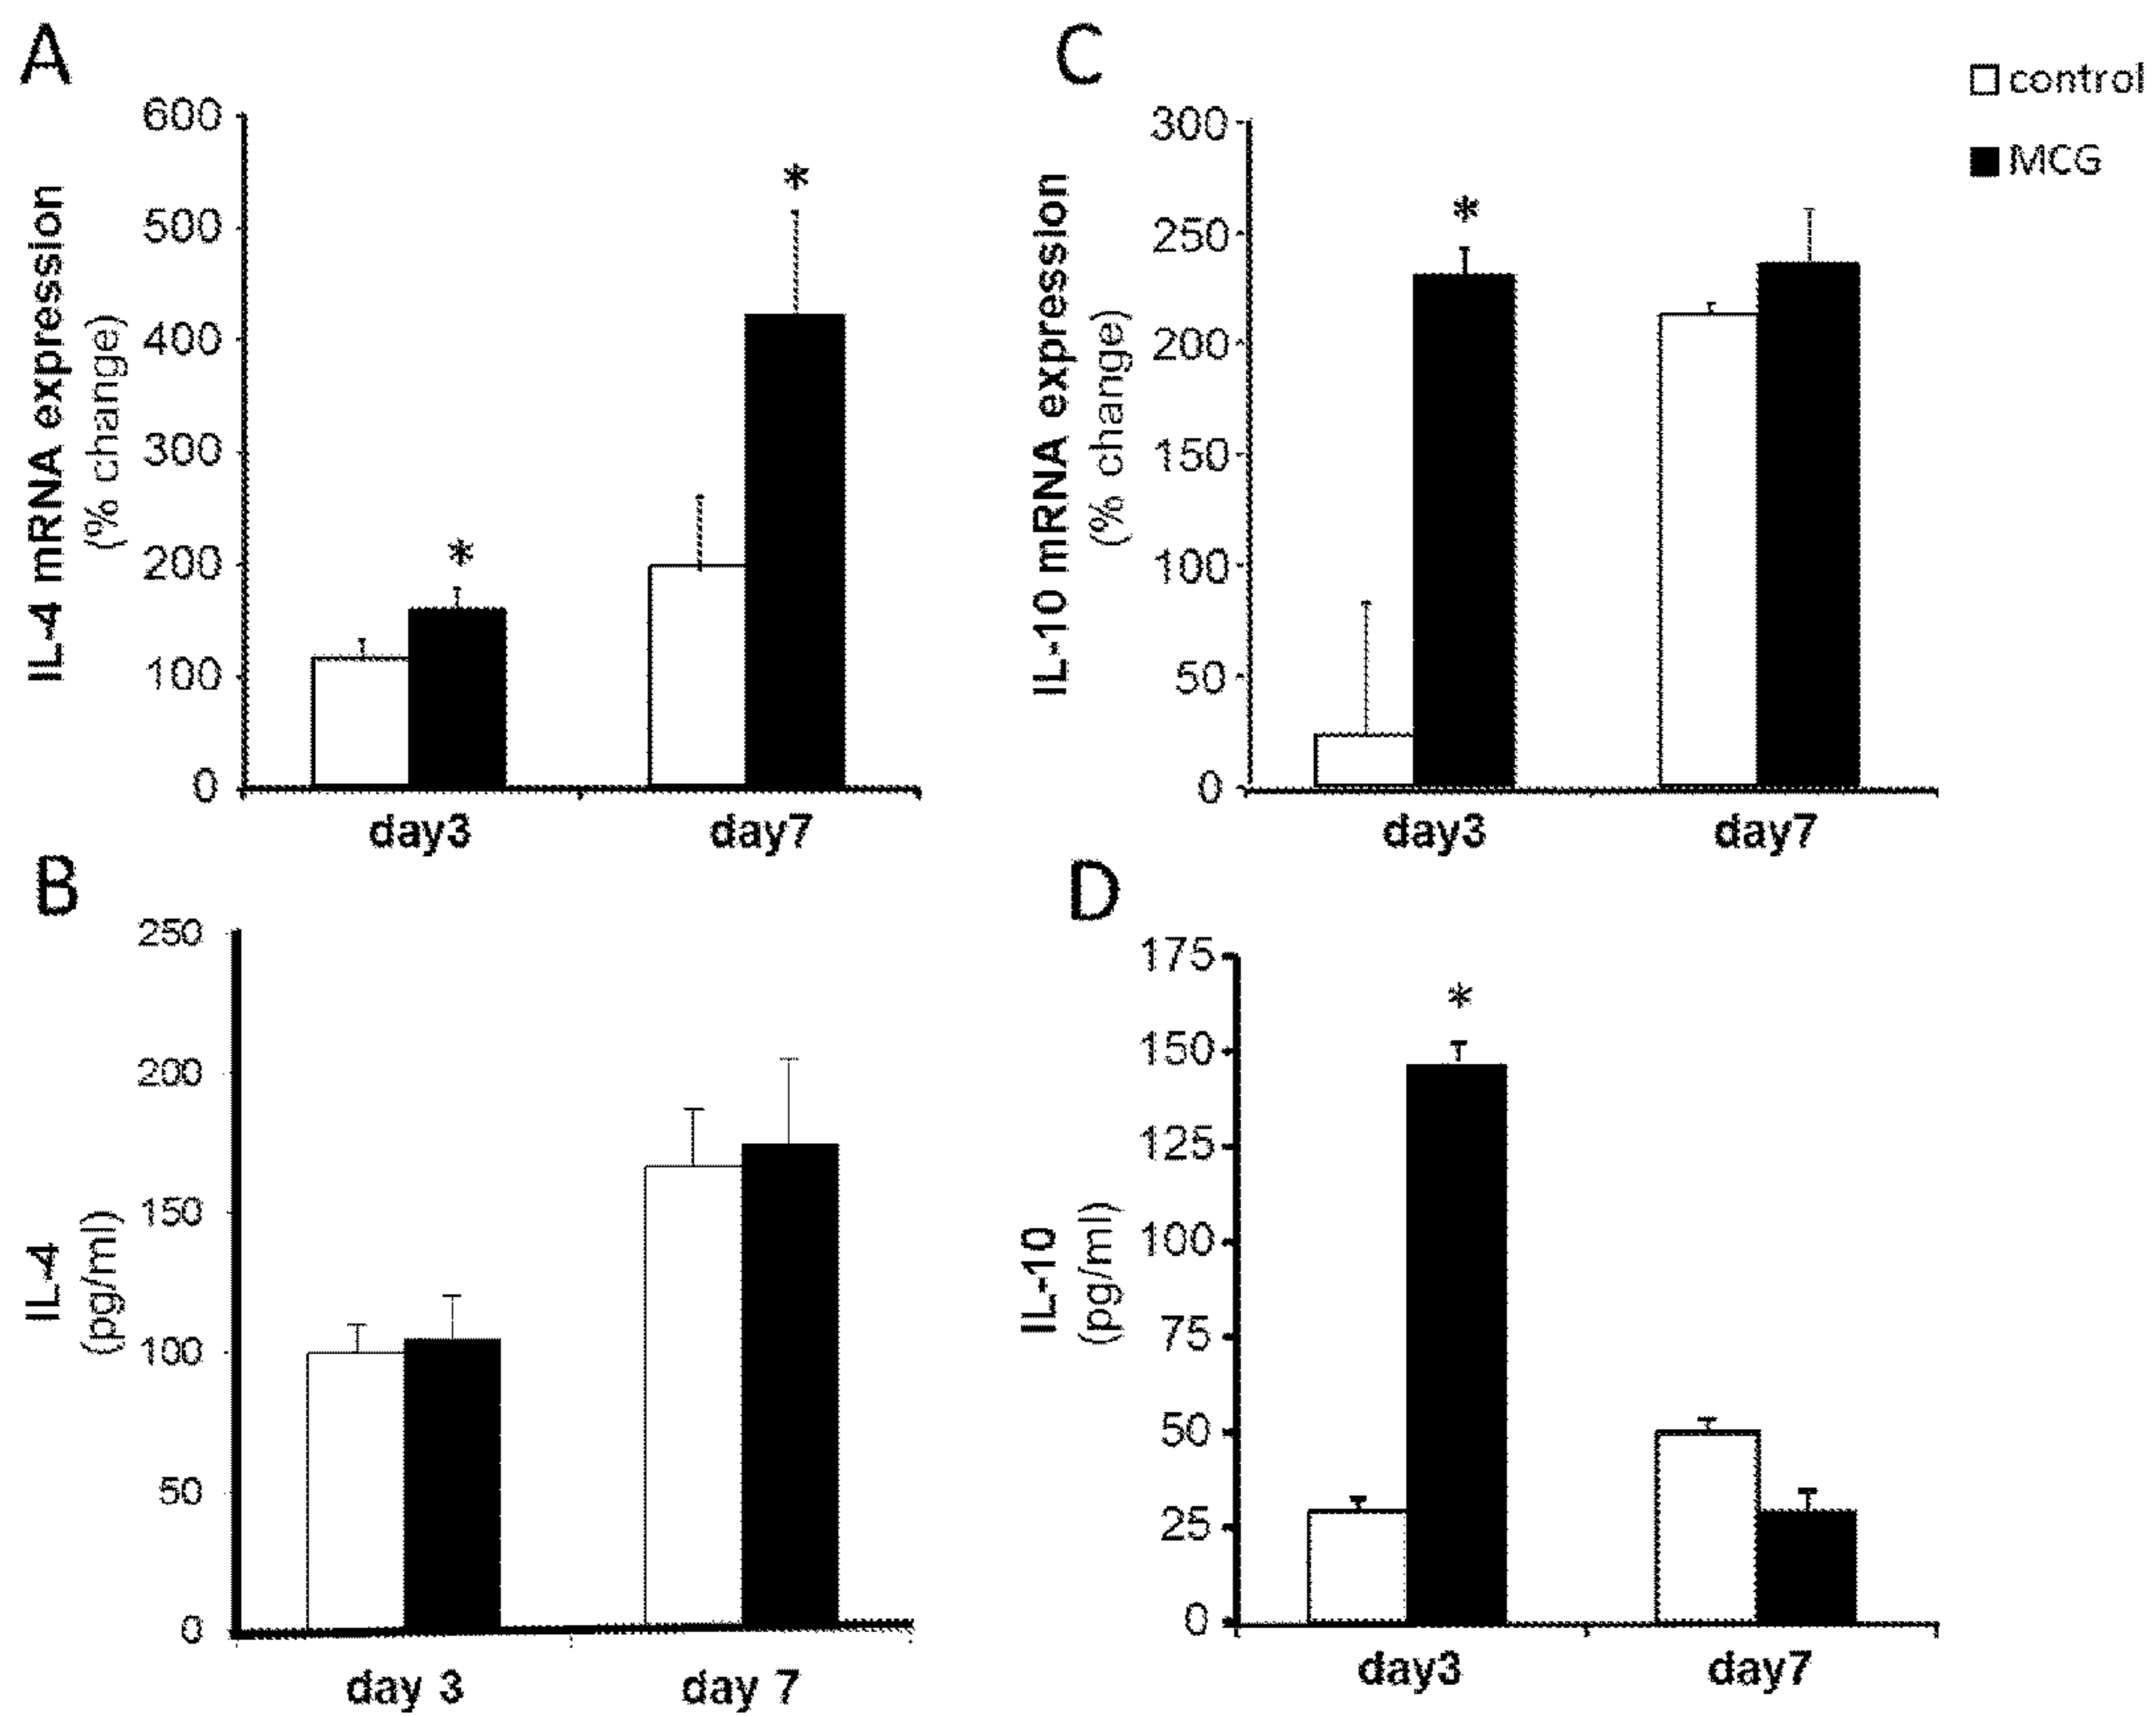 A
600
500
400
300
200
100
0
IL-4 mRNA expression
(% change)
*
*
day3
day7
C
300
250
200
150
100
50
0
IL-10 mRNA expression
(% change)
*
day3
day7
control
MCG
B
250
200
150
100
50
0
IL-4
(pg/ml)
day 3
day 7
D
175
150
125
100
75
50
25
0
IL-10
(pg/ml)
*
day3
day7